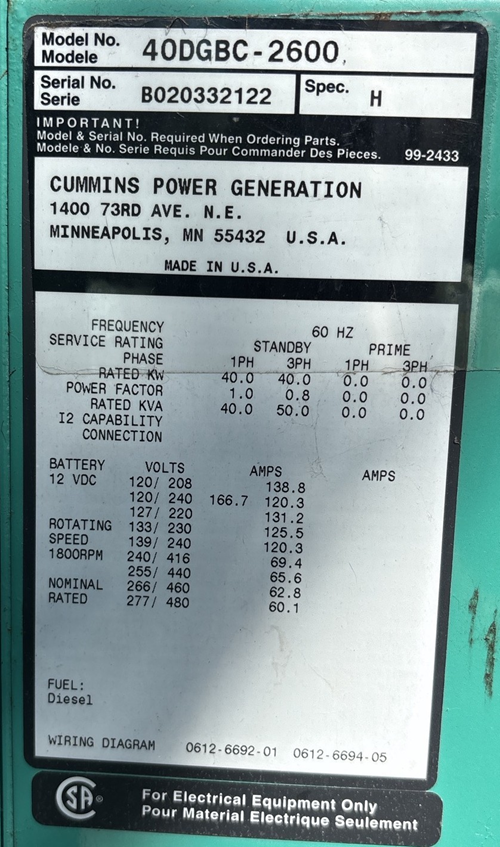 Model No. 40DGBC-2600
Modele
Serial No. B020332122 Spec. H
Serie
IMPORTANT!
Model & Serial No. Required When Ordering Parts.
Modele & No. Serie Requis Pour Commander Des Pieces. 99-2433
CUMMINS POWER GENERATION
1400 73RD AVE. N.E.
MINNEAPOLIS, MN 55432 U.S.A.
MADE IN U.S.A.
FREQUENCY 60 HZ
SERVICE RATING STANDBY PRIME
PHASE 1PH 3PH 1PH 3PH
RATED KW 40.0 40.0 0.0 0.0
POWER FACTOR 1.0 0.8 0.0 0.0
RATED KVA 40.0 50.0 0.0 0.0
I2 CAPABILITY
CONNECTION
BATTERY VOLTS AMPS AMPS
12 VDC 120/ 208 138.8
120/ 240 166.7 120.3
127/ 220 131.2
ROTATING 133/ 230 125.5
SPEED 139/ 240 120.3
1800RPM 240/ 416 69.4
255/ 440 65.6
NOMINAL 266/ 460 62.8
RATED 277/ 480 60.1
FUEL:
Diesel
WIRING DIAGRAM 0612-6692-01 0612-6694-05
SA®
For Electrical Equipment Only
Pour Material Electrique Seulement